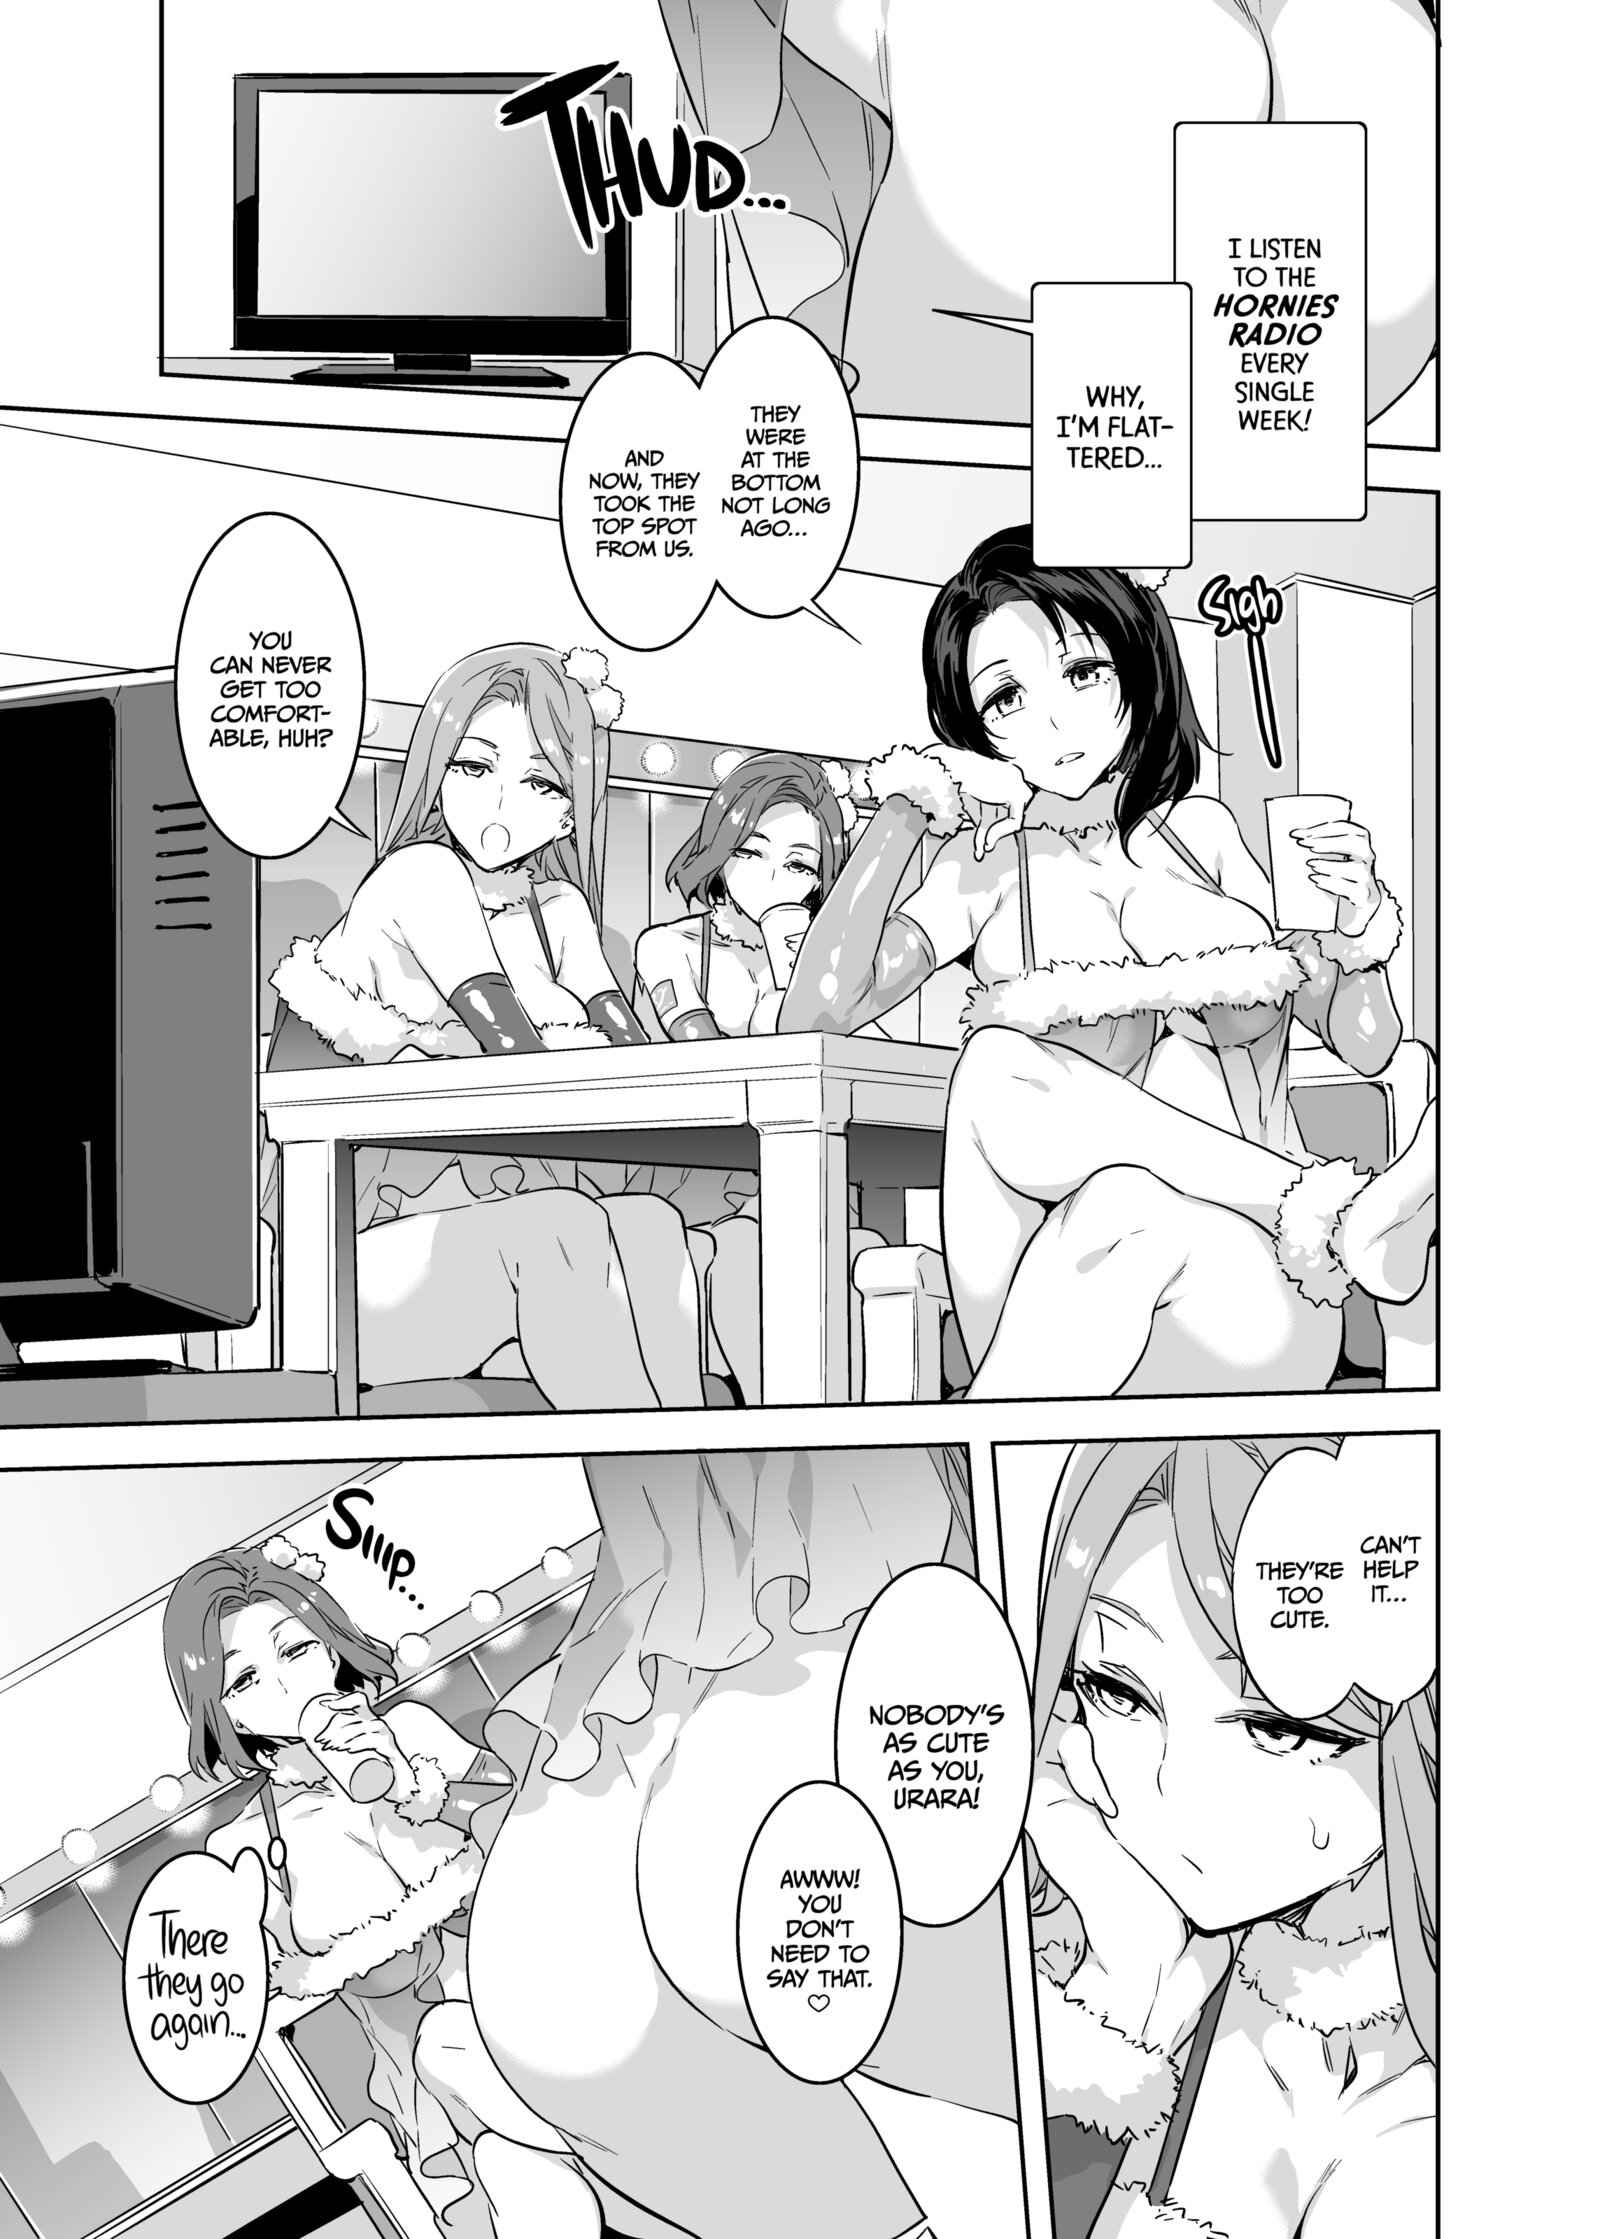 THUD...
I LISTEN
TO THE
HORNIES
RADIO
EVERY
SINGLE
WEEK!
WHY,
I'M FLAT-
TERED...
THEY
WERE
AT THE
BOTTOM
NOT LONG
AGO...
AND
NOW, THEY
TOOK THE
TOP SPOT
FROM US.
Sigh
YOU
CAN NEVER
GET TOO
COMFORT-
ABLE, HUH?
CAN'T
HELP
IT...
THEY'RE
TOO
CUTE.
NOBODY'S
AS CUTE
AS YOU,
URARA!
AWWW!
YOU
DON'T
NEED TO
SAY THAT.
♡
SIIIP...
There
they go
again...